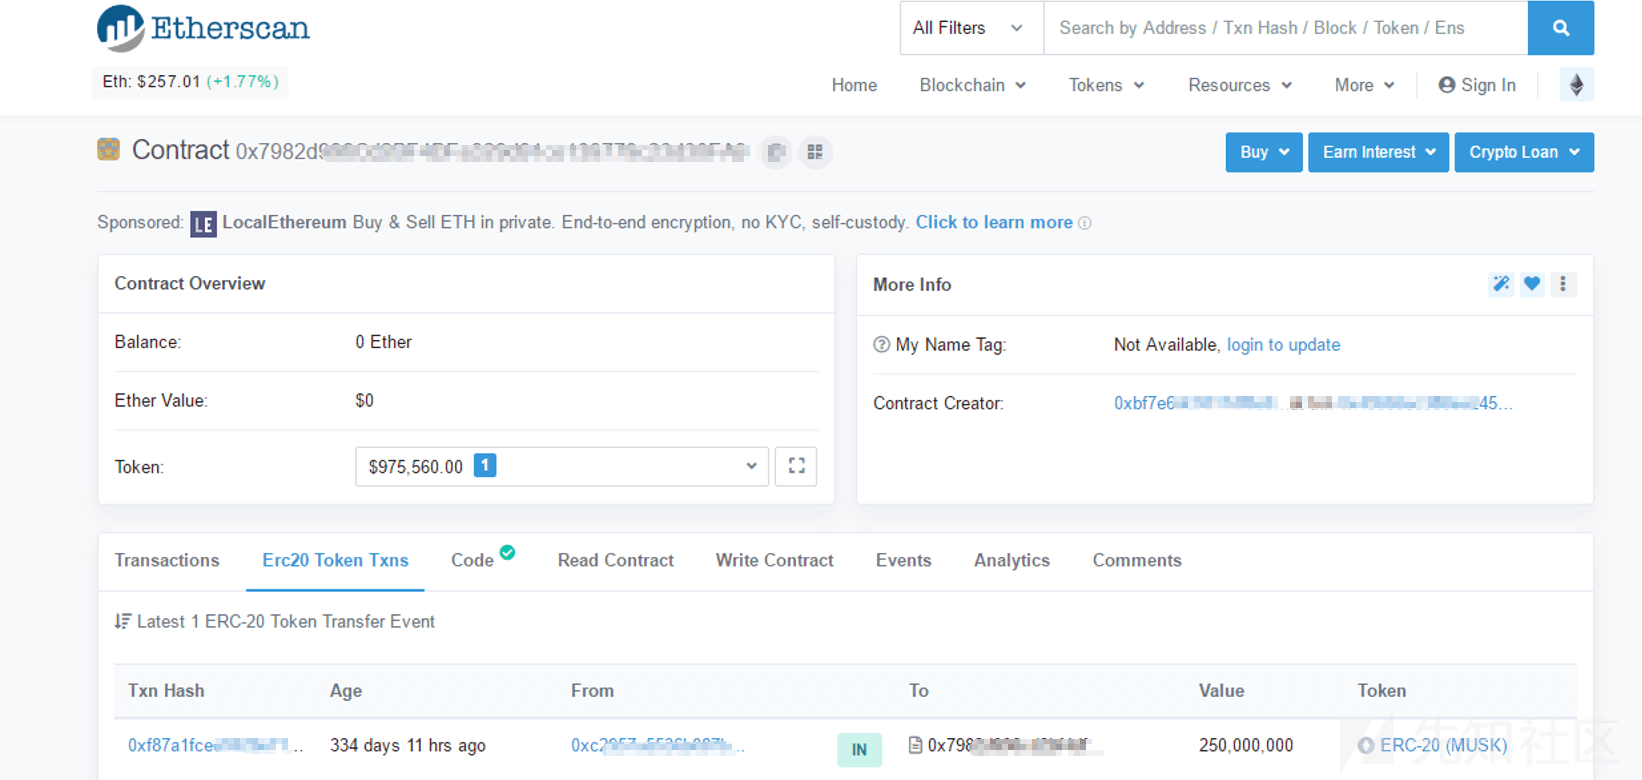 Etherscan
All Filters
Search by Address / Txn Hash / Block / Token / Ens
Eth: $257.01 (+1.77%)
Home Blockchain Tokens Resources More Sign In
Contract 0x7982d
Buy Earn Interest Crypto Loan
Sponsored: LE LocalEthereum Buy & Sell ETH in private. End-to-end encryption, no KYC, self-custody. Click to learn more
Contract Overview
Balance: 0 Ether
Ether Value: $0
Token: $975,560.00 1
More Info
My Name Tag: Not Available, login to update
Contract Creator: 0xbf7e6 45...
Transactions Erc20 Token Txns Code Read Contract Write Contract Events Analytics Comments
Latest 1 ERC-20 Token Transfer Event
Txn Hash Age From To Value Token
0xf87a1fce ... 334 days 11 hrs ago 0xc2957 .. IN 0x798 250,000,000 ERC-20 (MUSK)
先知社区